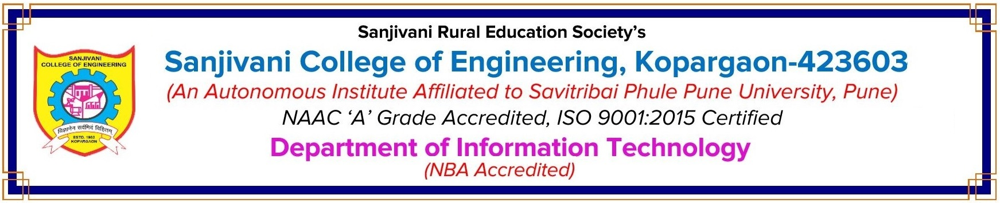 Sanjivani Rural Education Society’s
SANJIVANI
COLLEGE OF ENGINEERING
Sanjivani College of Engineering, Kopargaon-423603
(An Autonomous Institute Affiliated to Savitribai Phule Pune University, Pune)
NAAC ‘A’ Grade Accredited, ISO 9001:2015 Certified
विज्ञानेन सर्वमिदं विहितम्
ESTD. 1983
KOPARGAON
Department of Information Technology
(NBA Accredited)